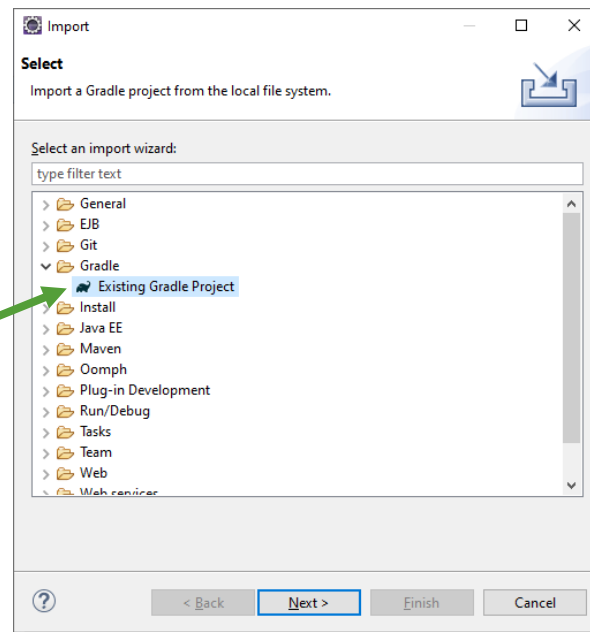 Import
Select
Import a Gradle project from the local file system.
Select an import wizard:
type filter text
General
EJB
Git
Gradle
Existing Gradle Project
Install
Java EE
Maven
Oomph
Plug-in Development
Run/Debug
Tasks
Team
Web
Web services
?
< Back
Next >
Finish
Cancel